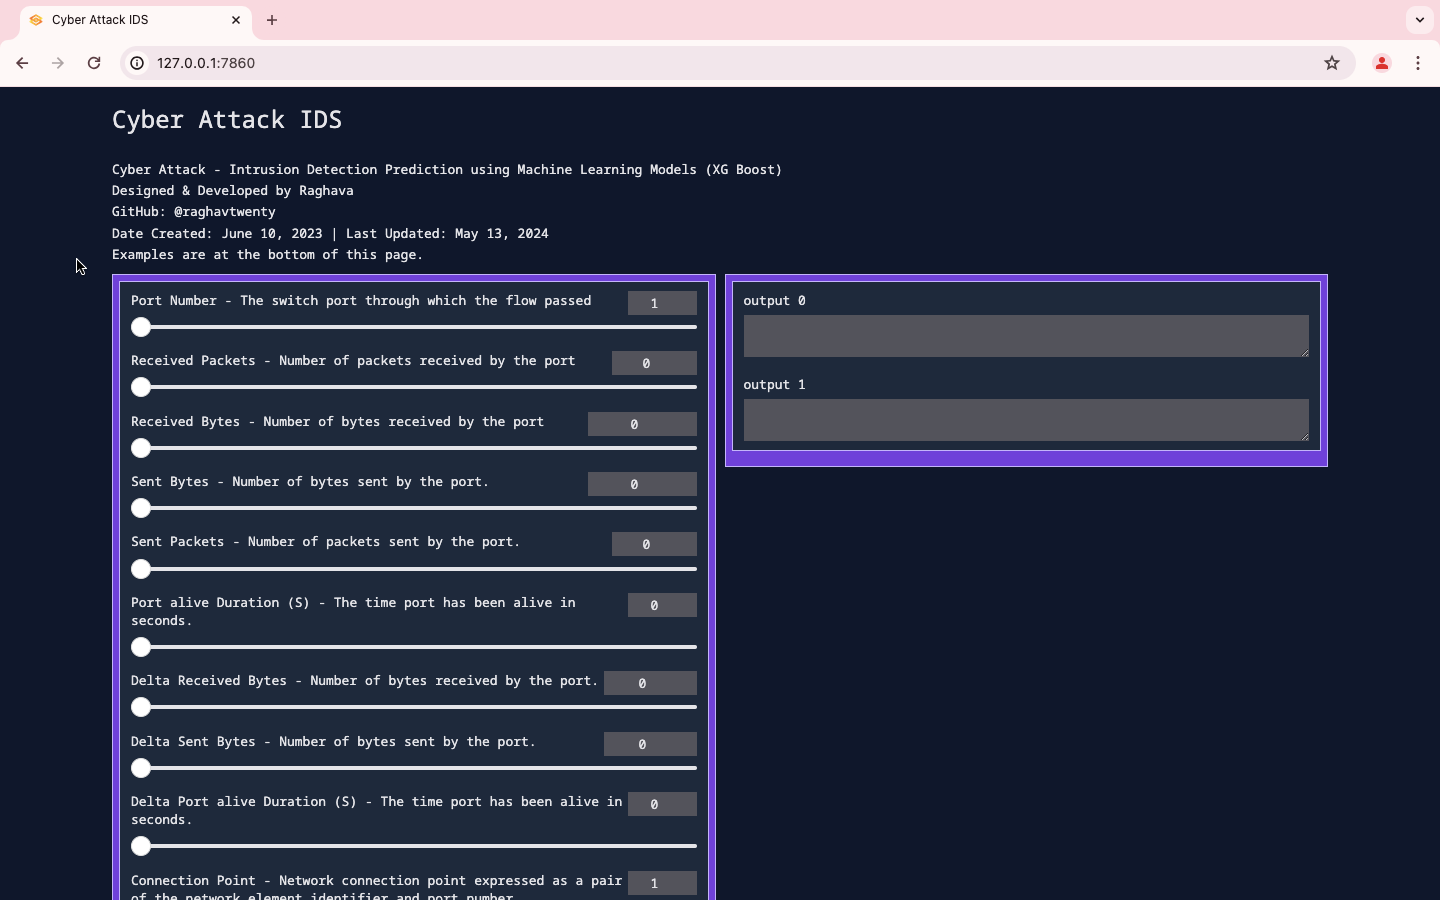 Cyber Attack IDS
127.0.0.1:7860
Cyber Attack IDS
Cyber Attack - Intrusion Detection Prediction using Machine Learning Models (XG Boost)
Designed & Developed by Raghava
GitHub: @raghavtwenty
Date Created: June 10, 2023 | Last Updated: May 13, 2024
Examples are at the bottom of this page.
Port Number - The switch port through which the flow passed
1
Received Packets - Number of packets received by the port
0
Received Bytes - Number of bytes received by the port
0
Sent Bytes - Number of bytes sent by the port.
0
Sent Packets - Number of packets sent by the port.
0
Port alive Duration (S) - The time port has been alive in
seconds.
0
Delta Received Bytes - Number of bytes received by the port.
0
Delta Sent Bytes - Number of bytes sent by the port.
0
Delta Port alive Duration (S) - The time port has been alive in
seconds.
0
Connection Point - Network connection point expressed as a pair
of the network element identifier and port number.
1
output 0
output 1